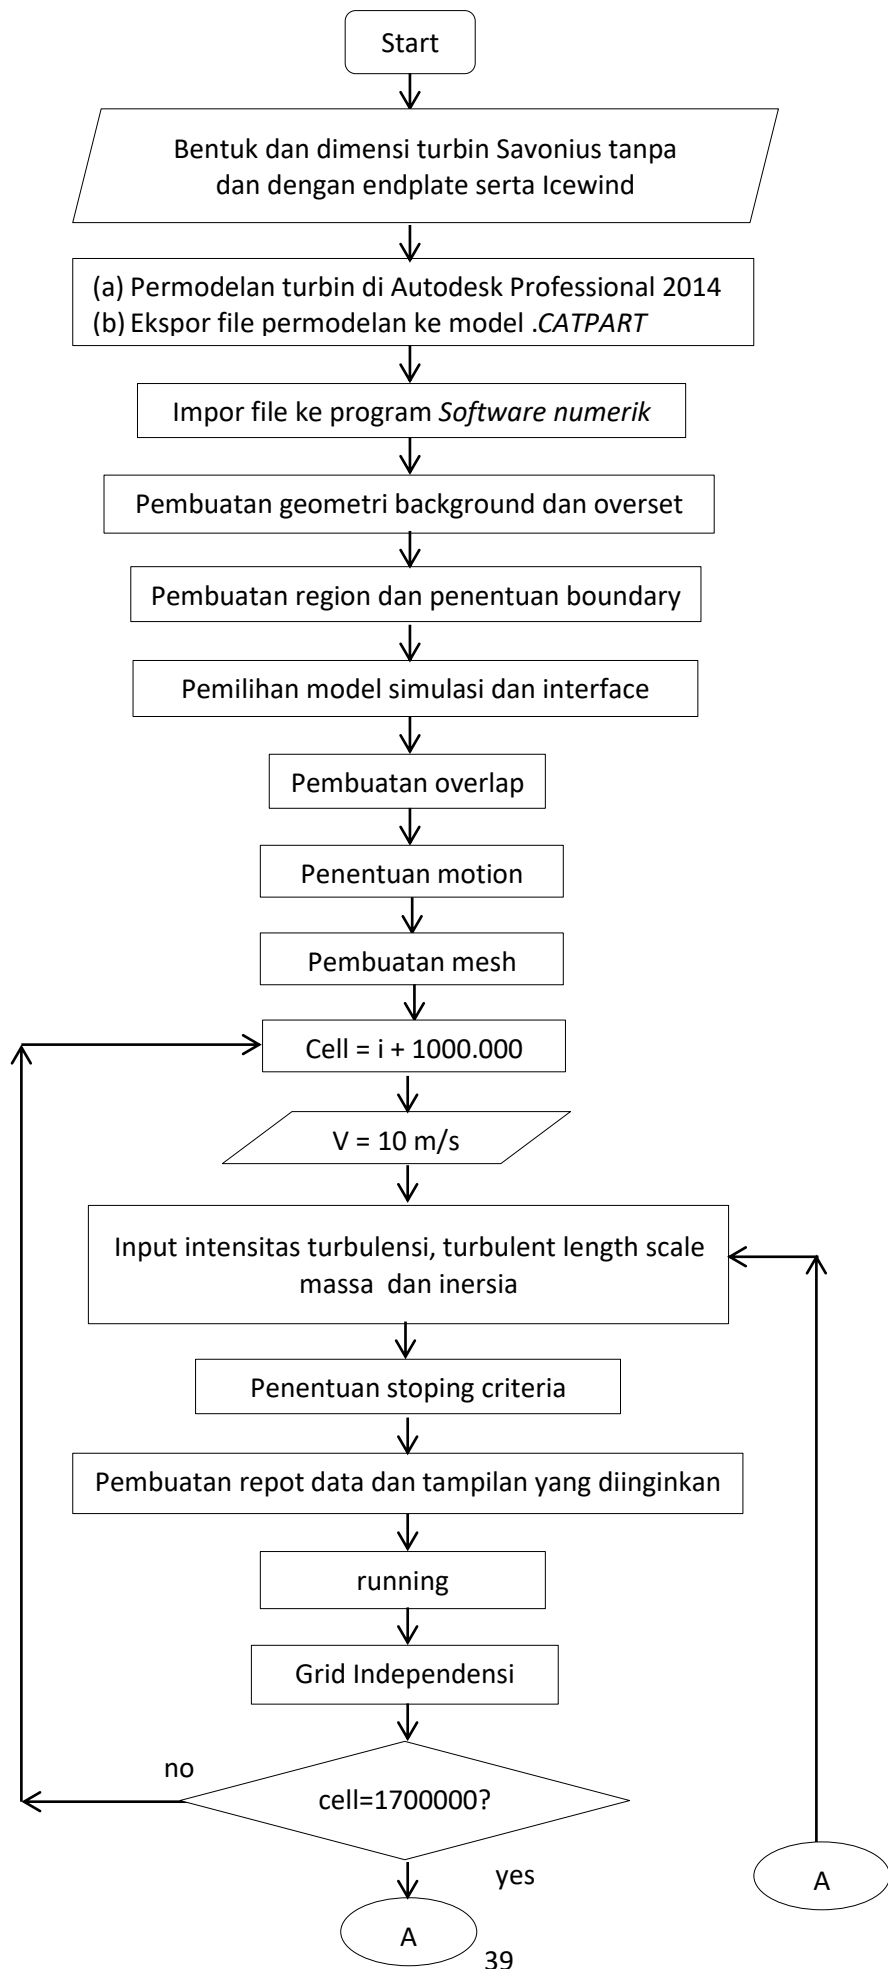 Start
Bentuk dan dimensi turbin Savonius tanpa
dan dengan endplate serta Icewind
(a) Permodelan turbin di Autodesk Professional 2014
(b) Ekspor file permodelan ke model .CATPART
Impor file ke program Software numerik
Pembuatan geometri background dan overset
Pembuatan region dan penentuan boundary
Pemilihan model simulasi dan interface
Pembuatan overlap
Penentuan motion
Pembuatan mesh
Cell = i + 1000.000
V = 10 m/s
Input intensitas turbulensi, turbulent length scale
massa  dan inersia
Penentuan stoping criteria
Pembuatan repot data dan tampilan yang diinginkan
running
Grid Independensi
no
cell=1700000?
yes
A
A
39